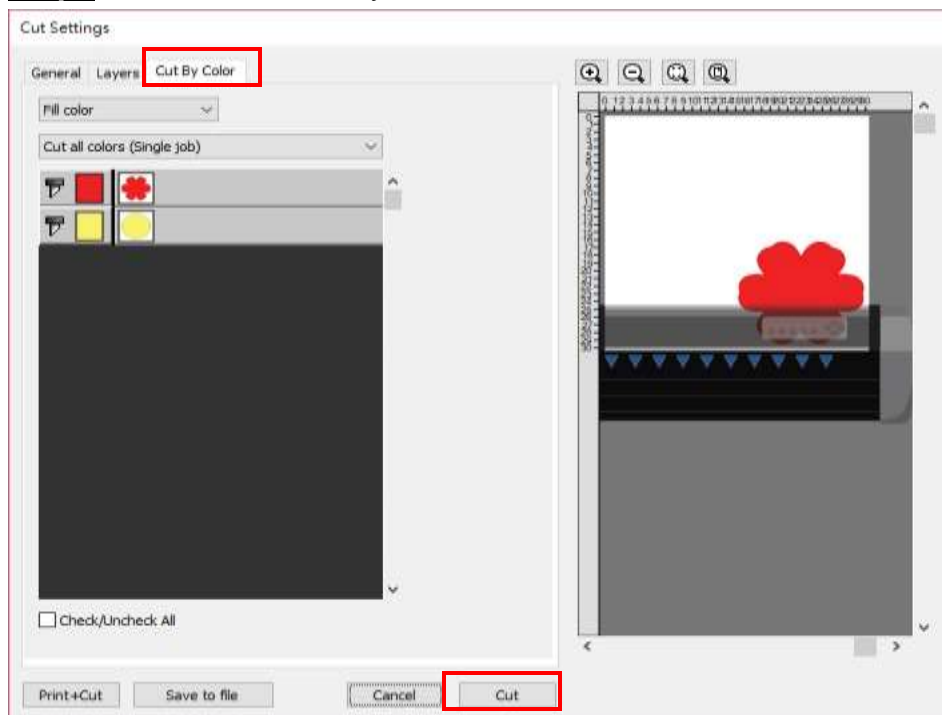 Cut Settings
General Layers Cut By Color
Fill color
Cut all colors (Single job)
Check/Uncheck All
Print+Cut Save to file Cancel Cut